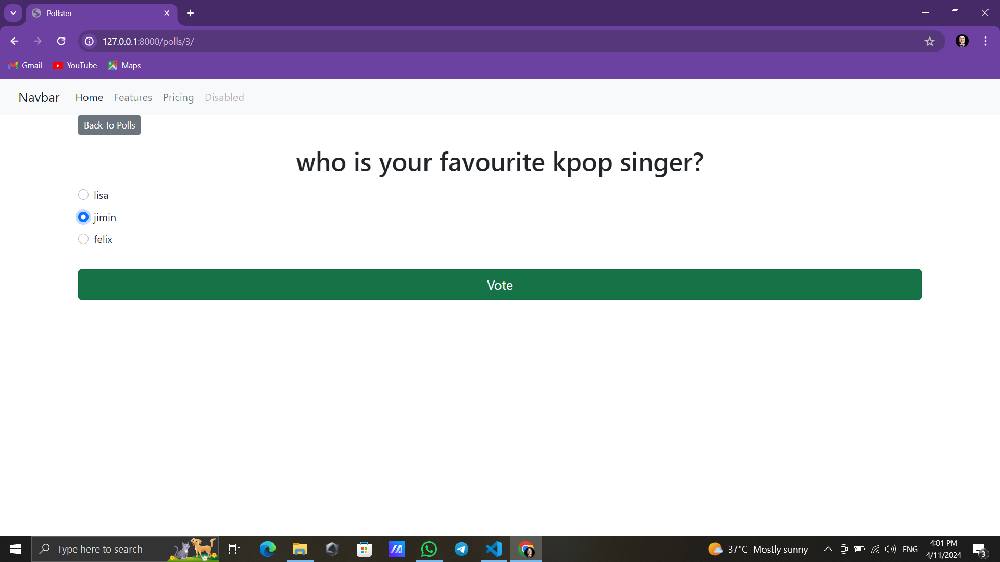 Pollster
127.0.0.1:8000/polls/3/
Gmail YouTube Maps
Navbar Home Features Pricing Disabled
Back To Polls
who is your favourite kpop singer?
lisa
jimin
felix
Vote
Type here to search
37°C Mostly sunny
ENG
4:01 PM
4/11/2024
3